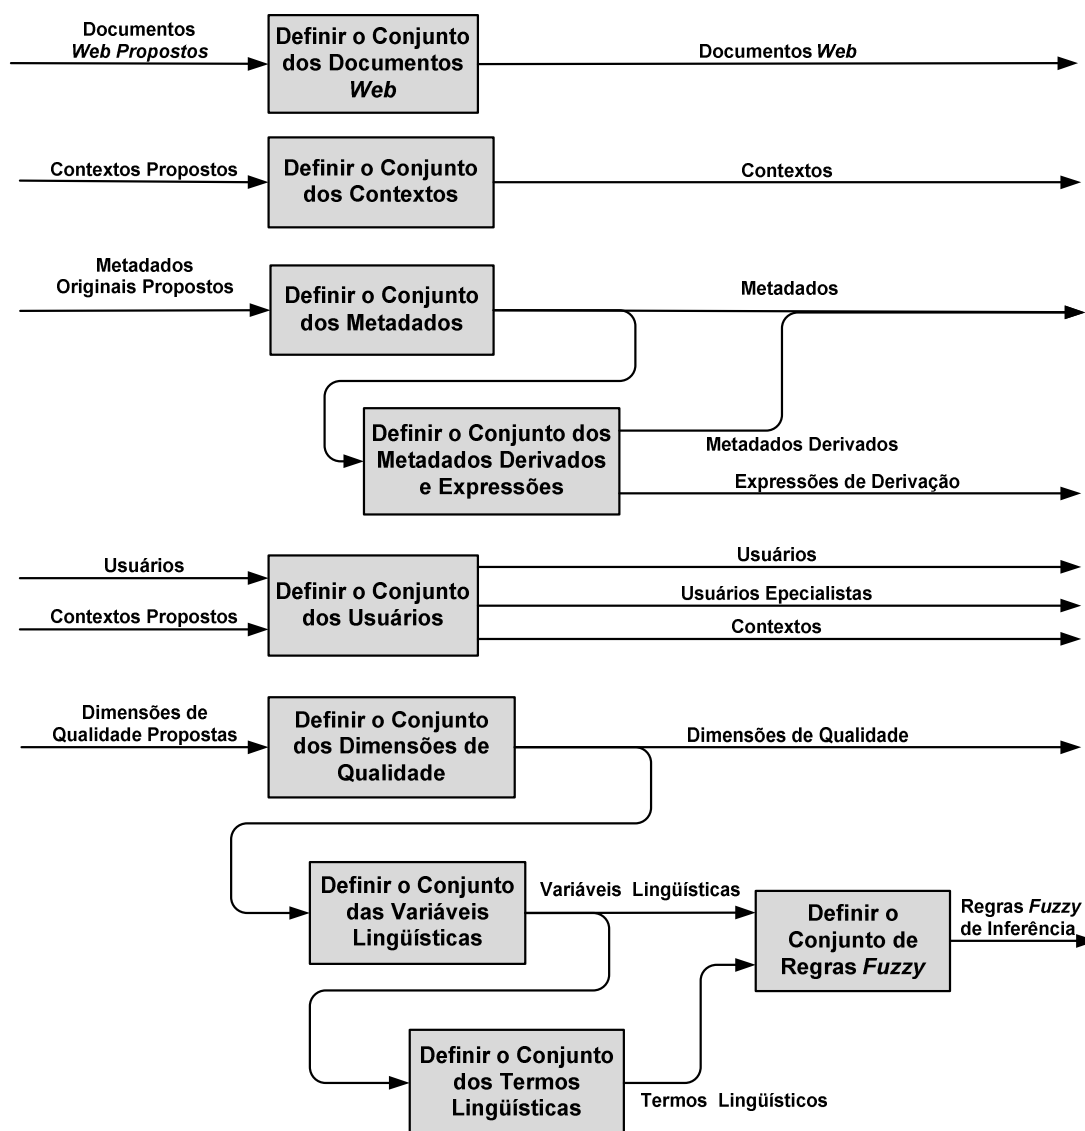 Documentos
Web Propostos
Definir o Conjunto
dos Documentos
Web
Documentos Web
Contextos Propostos
Definir o Conjunto
dos Contextos
Contextos
Metadados
Originais Propostos
Definir o Conjunto
dos Metadados
Metadados
Definir o Conjunto dos
Metadados Derivados
e Expressões
Metadados Derivados
Expressões de Derivação
Usuários
Contextos Propostos
Definir o Conjunto
dos Usuários
Usuários
Usuários Epecialistas
Contextos
Dimensões de
Qualidade Propostas
Definir o Conjunto
dos Dimensões de
Qualidade
Dimensões de Qualidade
Definir o Conjunto
das Variáveis
Lingüísticas
Variáveis Lingüísticas
Definir o
Conjunto de
Regras Fuzzy
Regras Fuzzy
de Inferência
Definir o Conjunto
dos Termos
Lingüísticas
Termos Lingüísticos